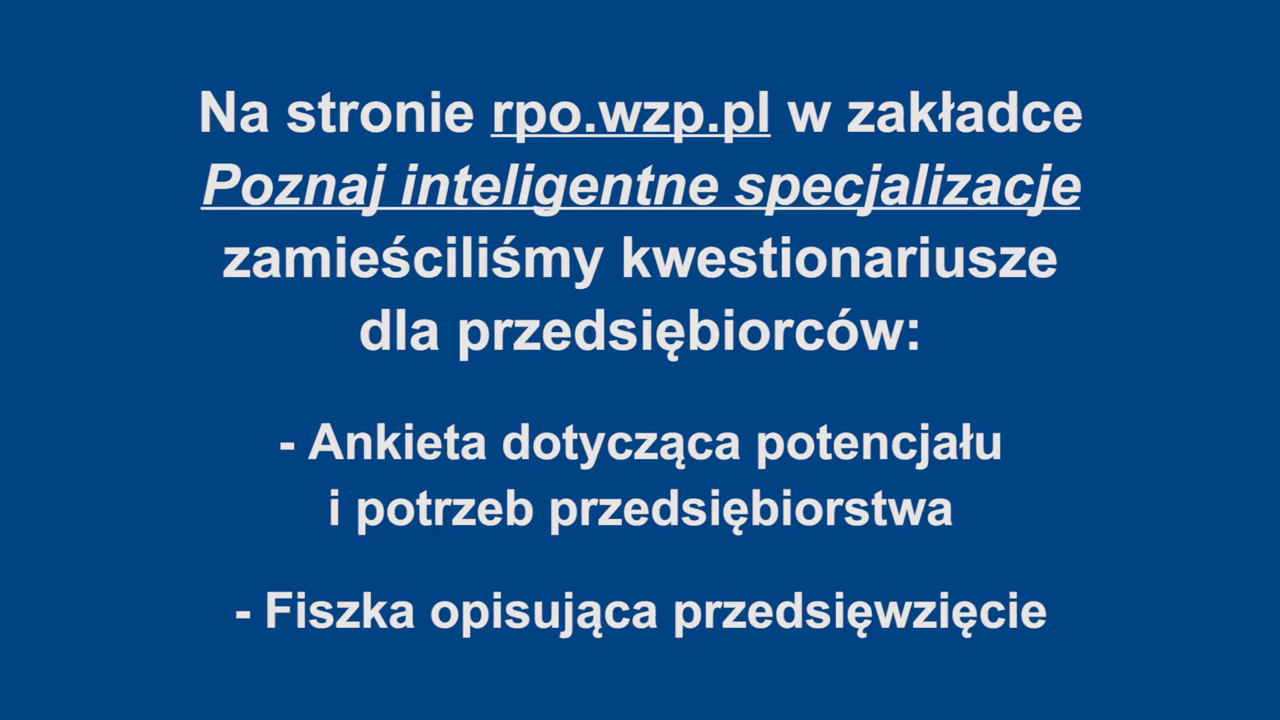 Na stronie rpo.wzp.pl w zakładce
Poznaj inteligentne specjalizacje
zamieściliśmy kwestionariusze
dla przedsiębiorców:
- Ankieta dotycząca potencjału
i potrzeb przedsiębiorstwa
- Fiszka opisująca przedsięwzięcie